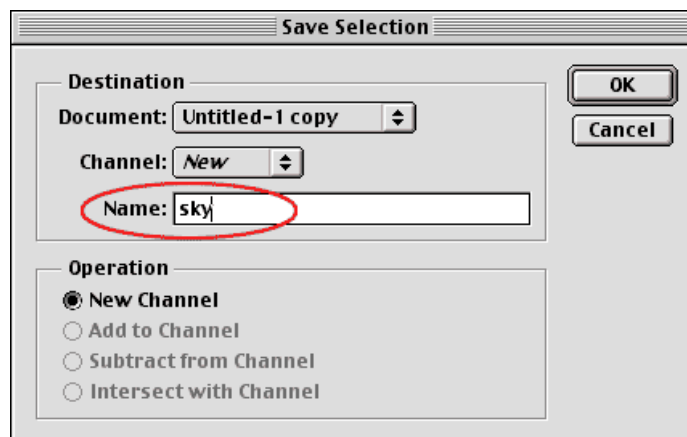 Save Selection
Destination
Document: Untitled-1 copy
Channel: New
Name: sky
OK
Cancel
Operation
New Channel
Add to Channel
Subtract from Channel
Intersect with Channel